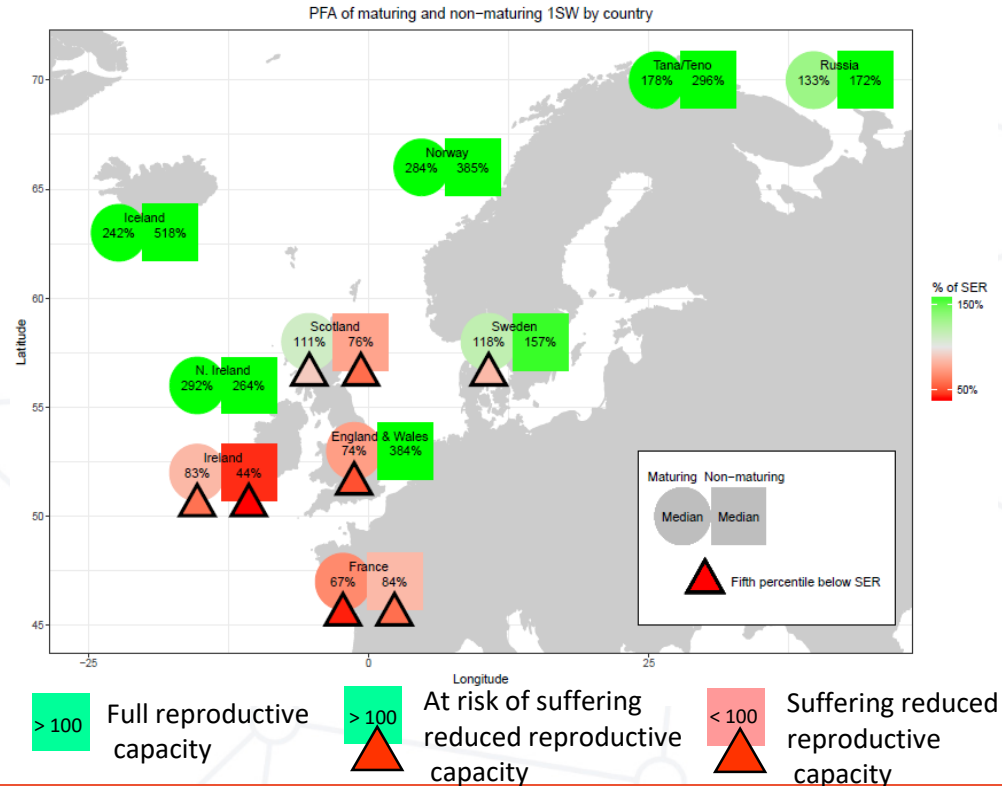 PFA of maturing and non−maturing 1SW by country
Tana/Teno
178% 296%
Russia
133% 172%
Norway
284% 385%
Iceland
242% 518%
Scotland
111% 76%
Sweden
118% 157%
N. Ireland
292% 264%
England & Wales
74% 384%
Ireland
83% 44%
France
67% 84%
70
65
60
55
50
45
Latitude
−25 0 25
Longitude
% of SER
150%
50%
Maturing Non−maturing
Median Median
Fifth percentile below SER
> 100
Full reproductive
capacity
> 100
At risk of suffering
reduced reproductive
capacity
< 100
Suffering reduced
reproductive
capacity